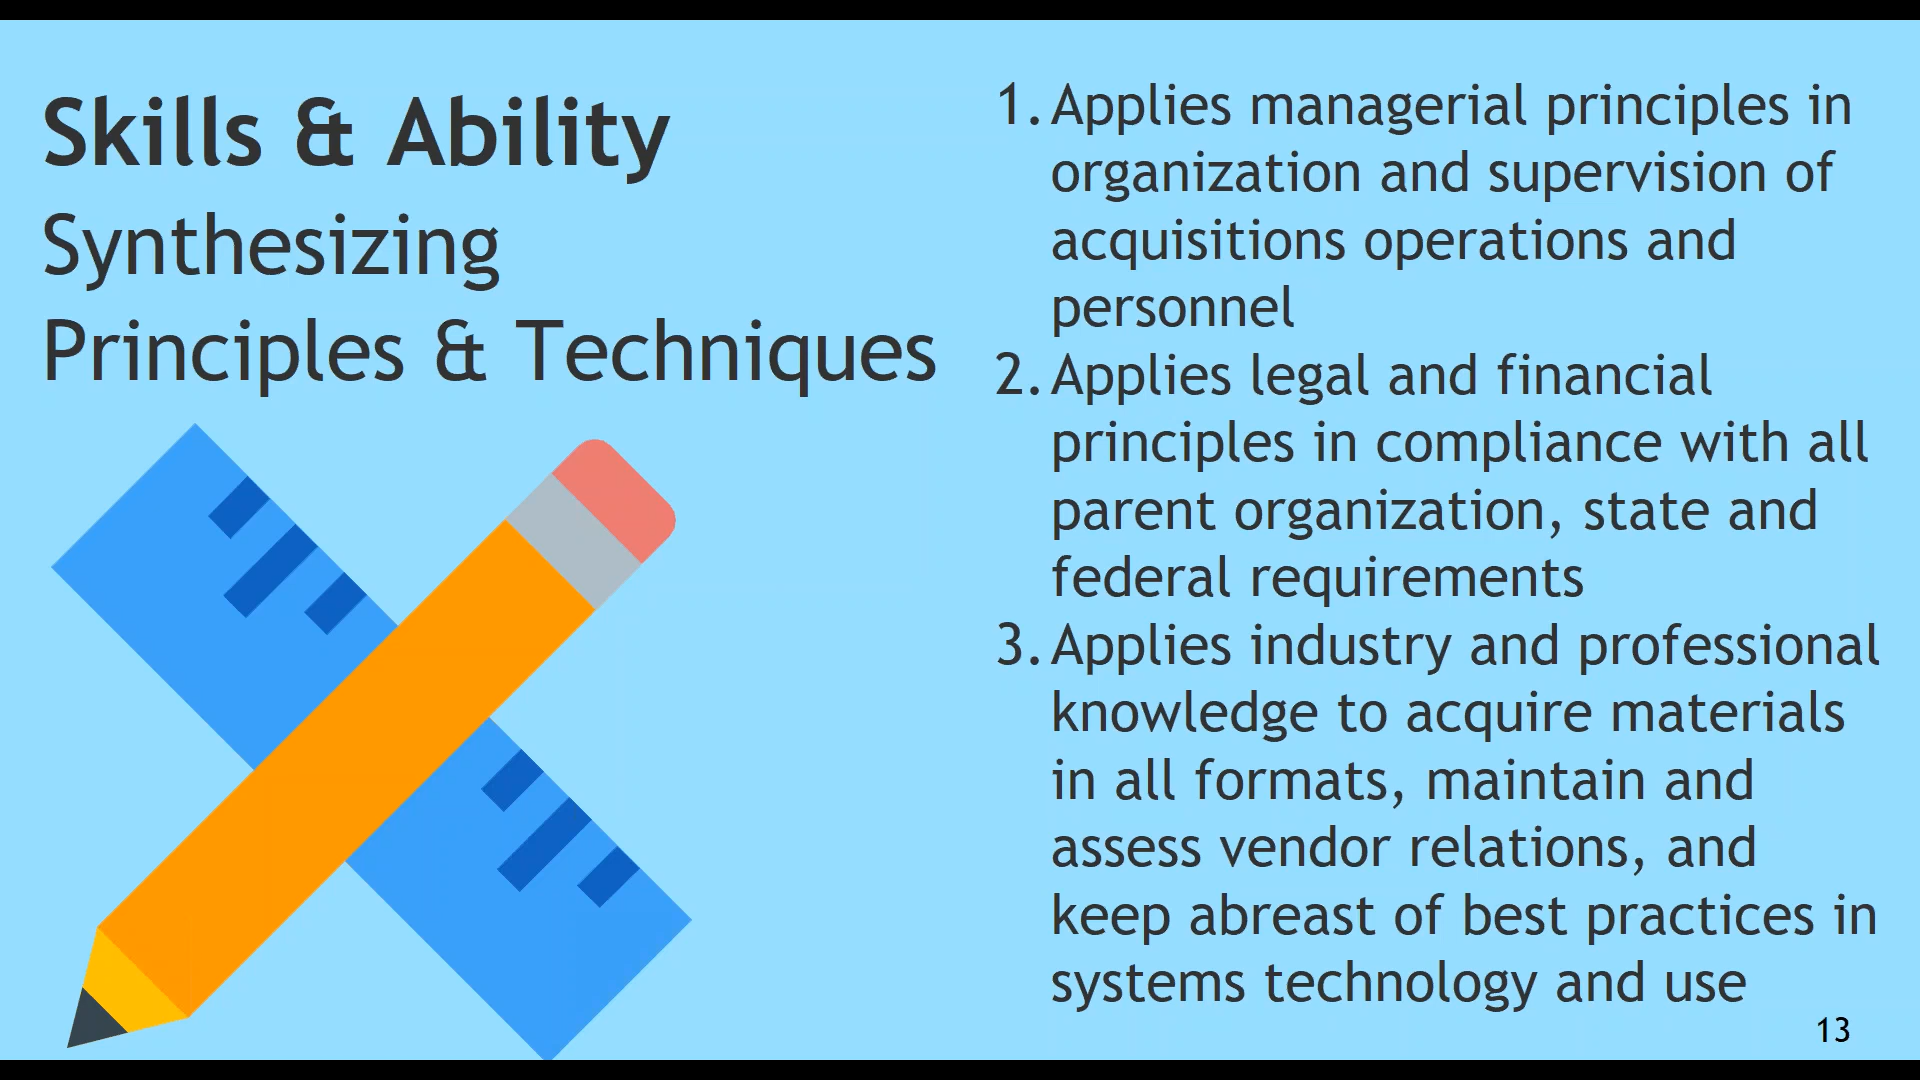 Skills & Ability
Synthesizing
Principles & Techniques
1. Applies managerial principles in
organization and supervision of
acquisitions operations and
personnel
2. Applies legal and financial
principles in compliance with all
parent organization, state and
federal requirements
3. Applies industry and professional
knowledge to acquire materials
in all formats, maintain and
assess vendor relations, and
keep abreast of best practices in
systems technology and use
13